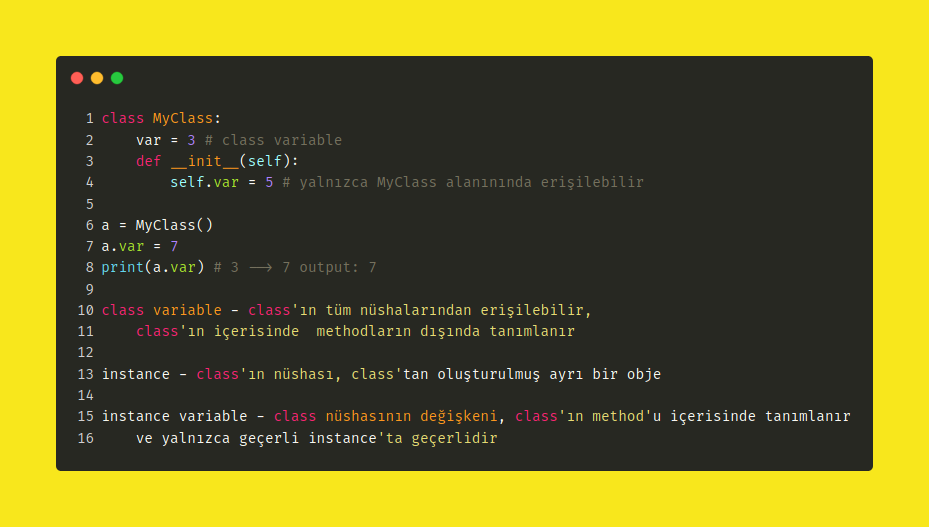 1 class MyClass:
2     var = 3 # class variable
3     def __init__(self):
4         self.var = 5 # yalnızca MyClass alanınında erişilebilir
5
6 a = MyClass()
7 a.var = 7
8 print(a.var) # 3 --> 7 output: 7
9
10 class variable - class'ın tüm nüshalarından erişilebilir,
11     class'ın içerisinde  methodların dışında tanımlanır
12
13 instance - class'ın nüshası, class'tan oluşturulmuş ayrı bir obje
14
15 instance variable - class nüshasının değişkeni, class'ın method'u içerisinde tanımlanır
16     ve yalnızca geçerli instance'ta geçerlidir